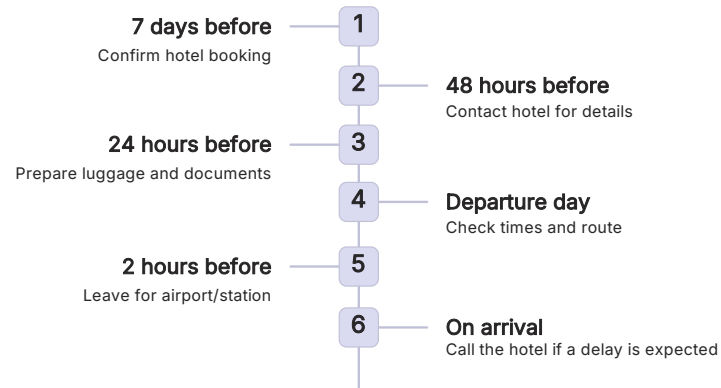 1
7 days before
Confirm hotel booking
2
48 hours before
Contact hotel for details
3
24 hours before
Prepare luggage and documents
4
Departure day
Check times and route
5
2 hours before
Leave for airport/station
6
On arrival
Call the hotel if a delay is expected